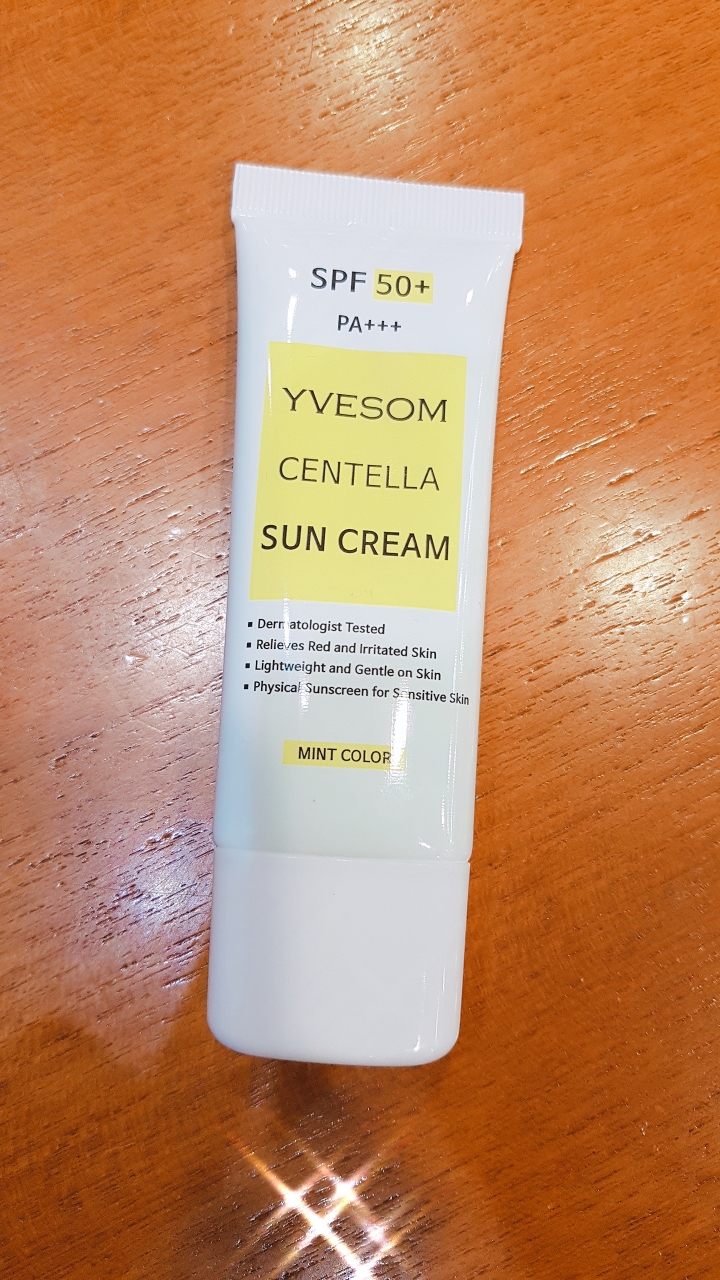 SPF 50+
PA+++
YVESOM
CENTELLA
SUN CREAM
▪ Dermatologist Tested
▪ Relieves Red and Irritated Skin
▪ Lightweight and Gentle on Skin
▪ Physical Sunscreen for Sensitive Skin
MINT COLOR